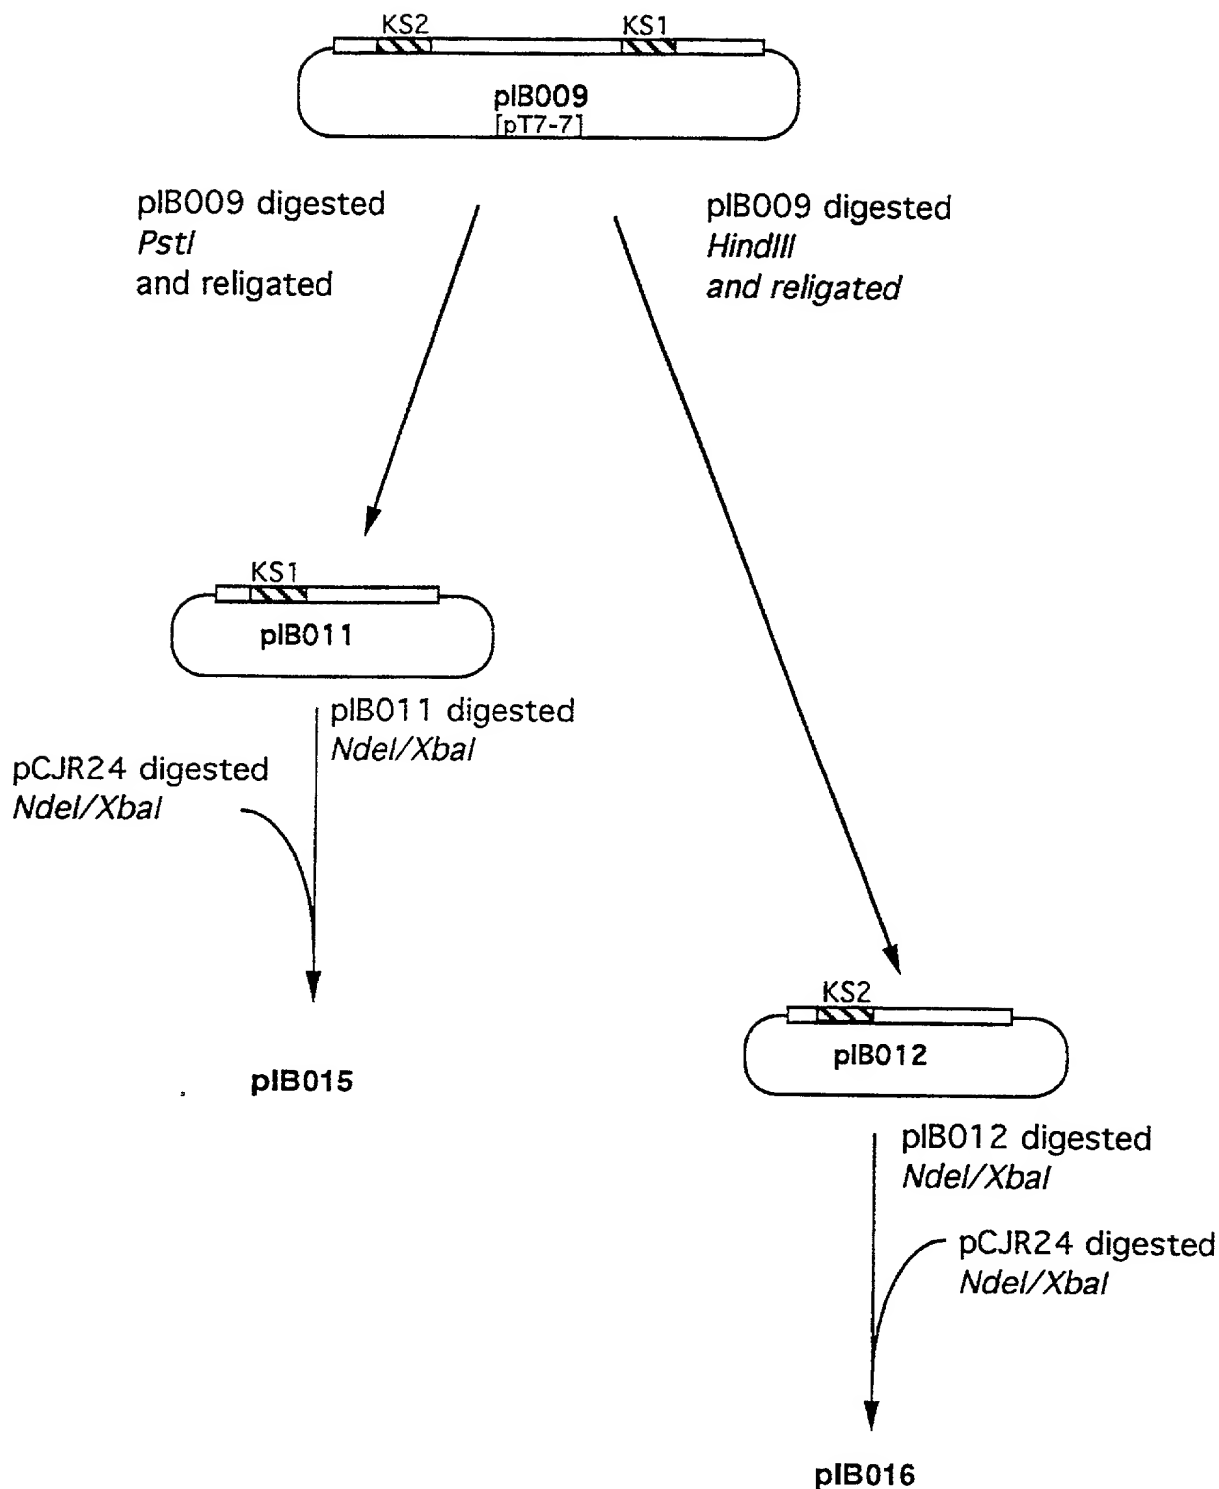 KS2 KS1
pIB009
[pT7-7]
pIB009 digested
PstI
and religated
pIB009 digested
HindIII
and religated
KS1
pIB011
pIB011 digested
NdeI/XbaI
pCJR24 digested
NdeI/XbaI
pIB015
KS2
pIB012
pIB012 digested
NdeI/XbaI
pCJR24 digested
NdeI/XbaI
pIB016